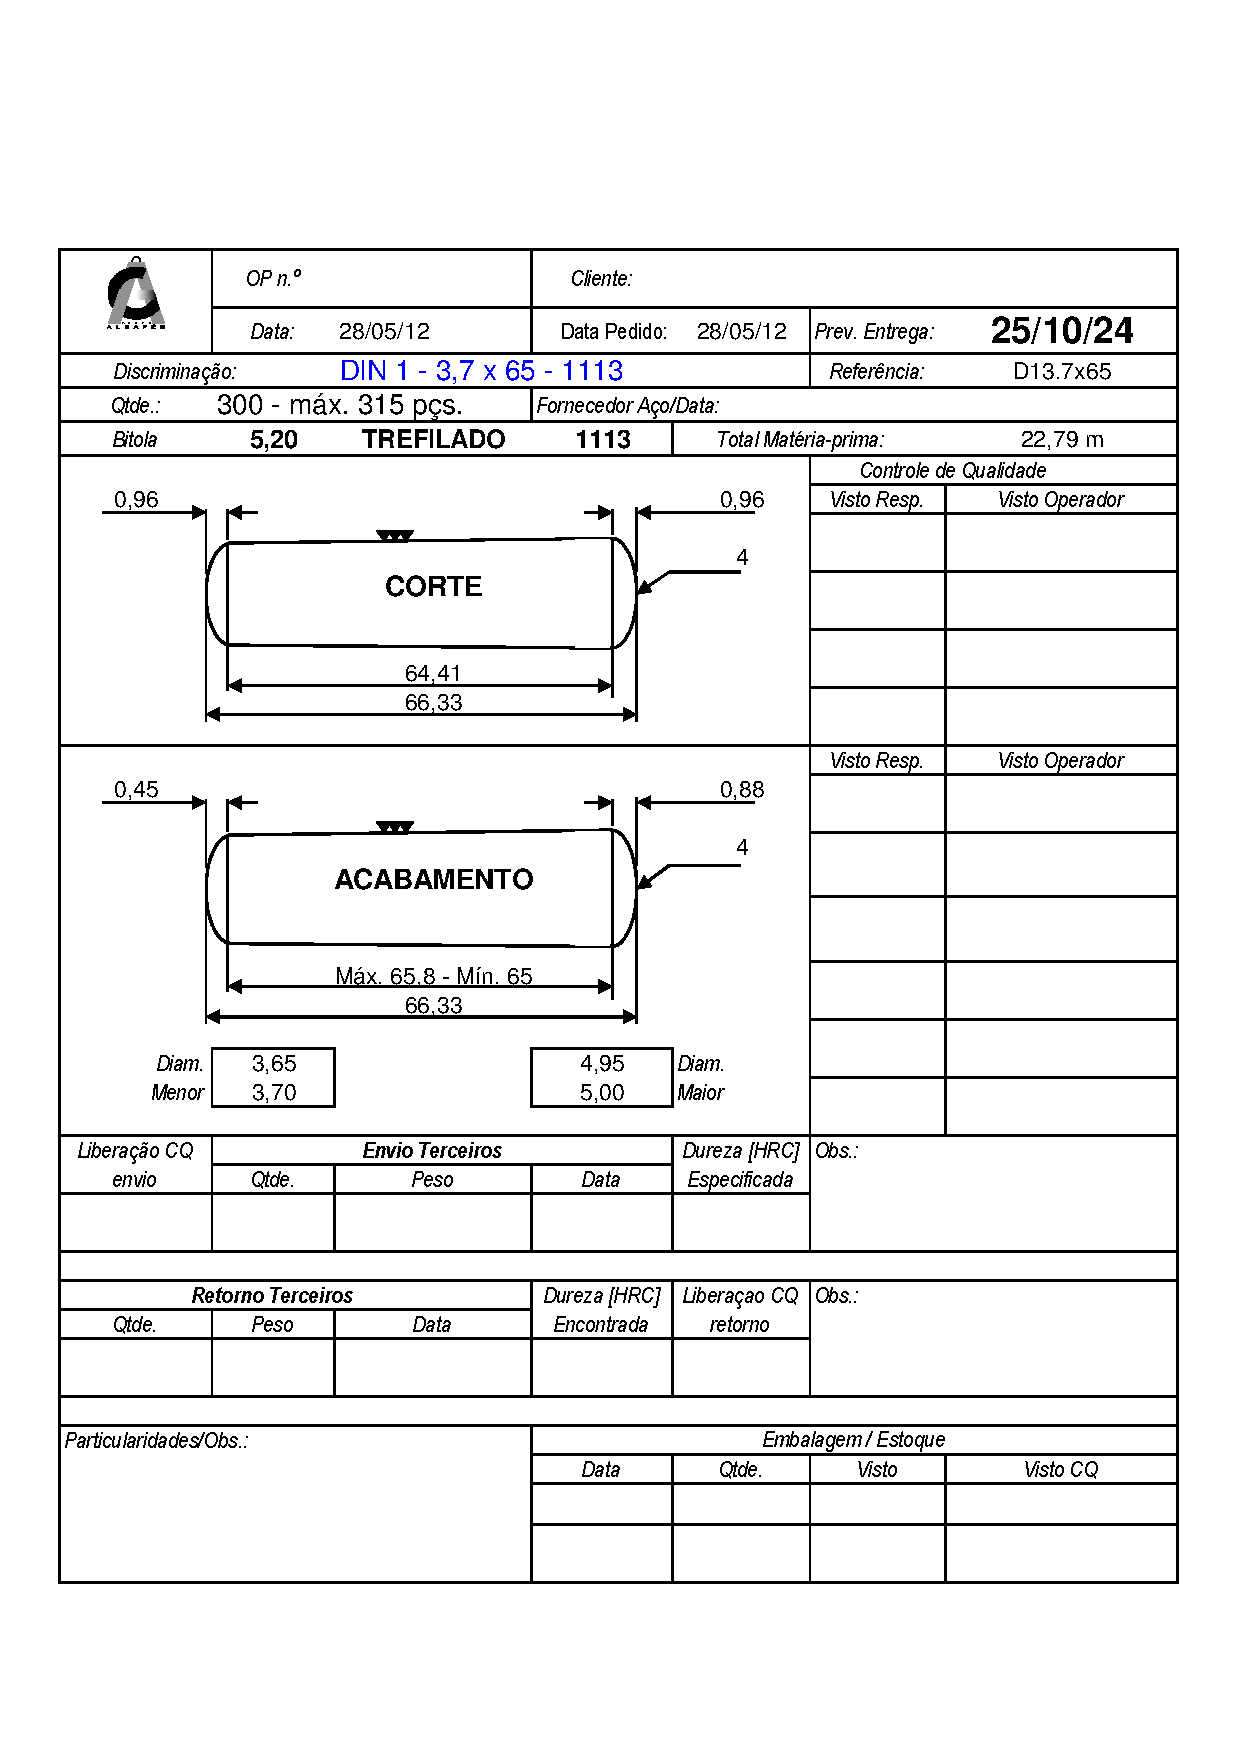 ALBAPES
OP n.º Cliente:
Data: 28/05/12 Data Pedido: 28/05/12 Prev. Entrega: 25/10/24
Discriminação: DIN 1 - 3,7 x 65 - 1113 Referência: D13.7x65
Qtde.: 300 - máx. 315 pçs. Fornecedor Aço/Data:
Bitola 5,20 TREFILADO 1113 Total Matéria-prima: 22,79 m
Controle de Qualidade
0,96 0,96 Visto Resp. Visto Operador
4
CORTE
64,41
66,33
Visto Resp. Visto Operador
0,45 0,88
4
ACABAMENTO
Máx. 65,8 - Mín. 65
66,33
Diam. 3,65 4,95 Diam.
Menor 3,70 5,00 Maior
Liberação CQ Envio Terceiros Dureza [HRC] Obs.:
envio Qtde. Peso Data Especificada
Retorno Terceiros Dureza [HRC] Liberaçao CQ Obs.:
Qtde. Peso Data Encontrada retorno
Particularidades/Obs.: Embalagem / Estoque
Data Qtde. Visto Visto CQ